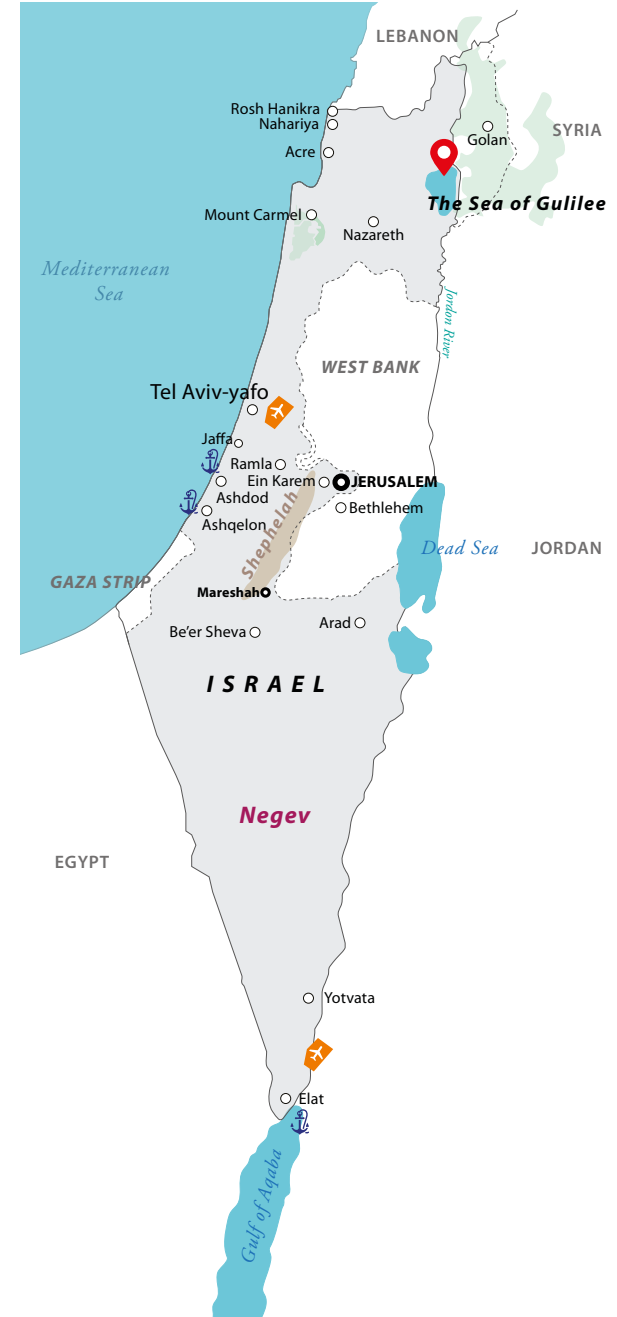 LEBANON
Rosh Hanikra
Nahariya
SYRIA
Golan
Acre
The Sea of Gulilee
Mount Carmel
Nazareth
Mediterranean
Sea
Jordon River
WEST BANK
Tel Aviv-yafo
Jaffa
Ramla
Ein Karem
JERUSALEM
Ashdod
Bethlehem
Ashqelon
Shephelah
Dead Sea
JORDAN
GAZA STRIP
Mareshah
Arad
Be'er Sheva
ISRAEL
Negev
EGYPT
Yotvata
Elat
Gulf of Aqaba